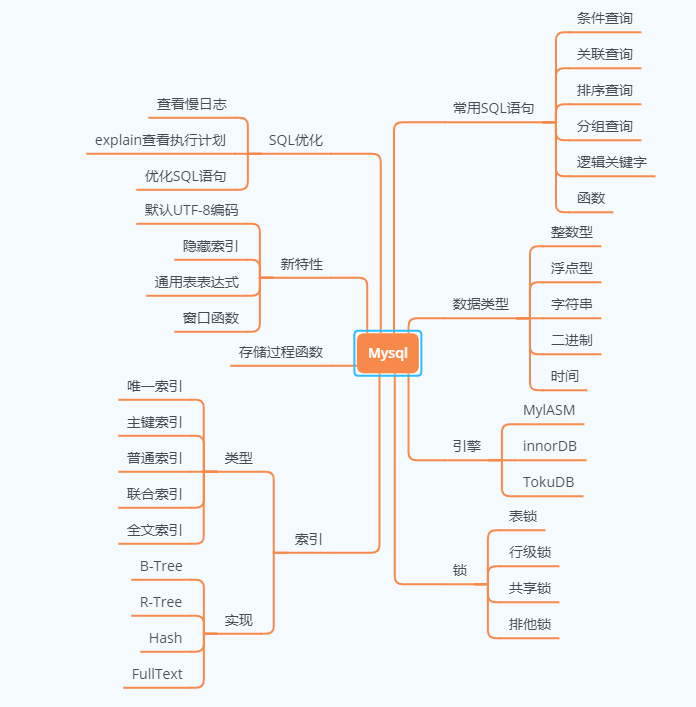 Mysql
常用SQL语句
条件查询
关联查询
排序查询
分组查询
逻辑关键字
函数
数据类型
整数型
浮点型
字符串
二进制
时间
引擎
MylASM
innorDB
TokuDB
锁
表锁
行级锁
共享锁
排他锁
SQL优化
查看慢日志
explain查看执行计划
优化SQL语句
新特性
默认UTF-8编码
隐藏索引
通用表表达式
窗口函数
存储过程函数
索引
类型
唯一索引
主键索引
普通索引
联合索引
全文索引
实现
B-Tree
R-Tree
Hash
FullText